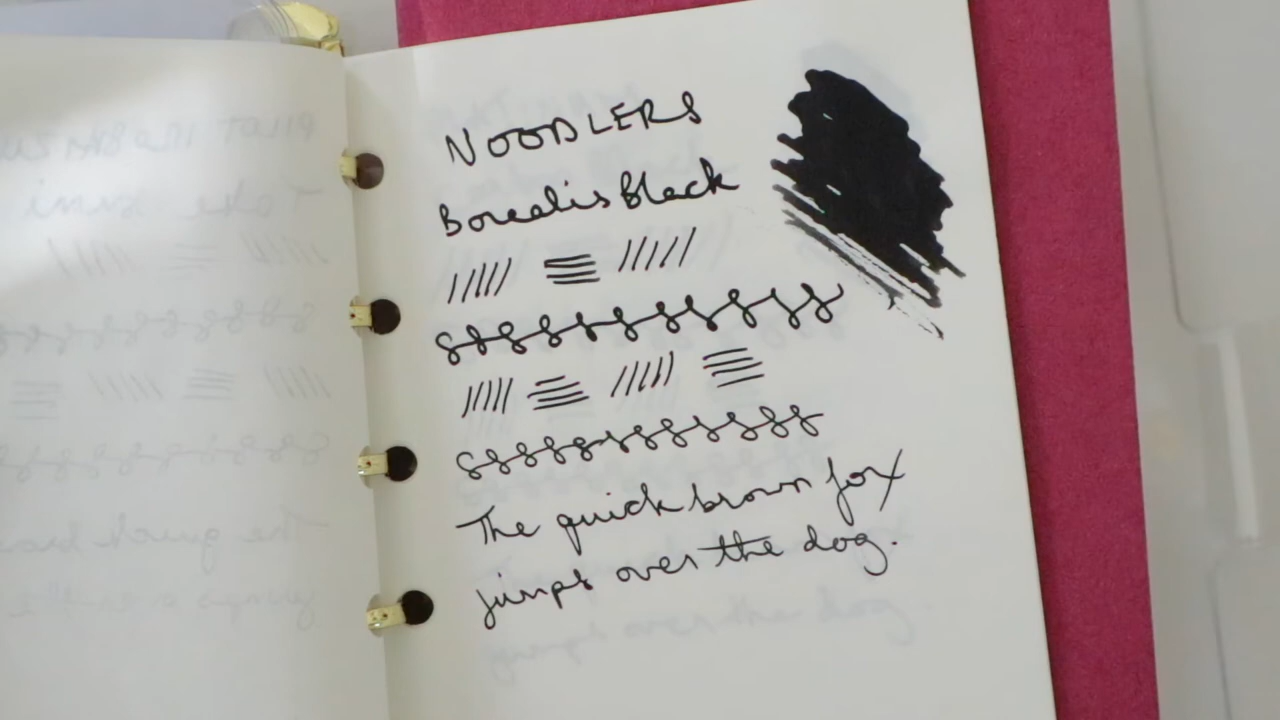 NOODLERS
Borealis Black
The quick brown fox
jumps over the dog.